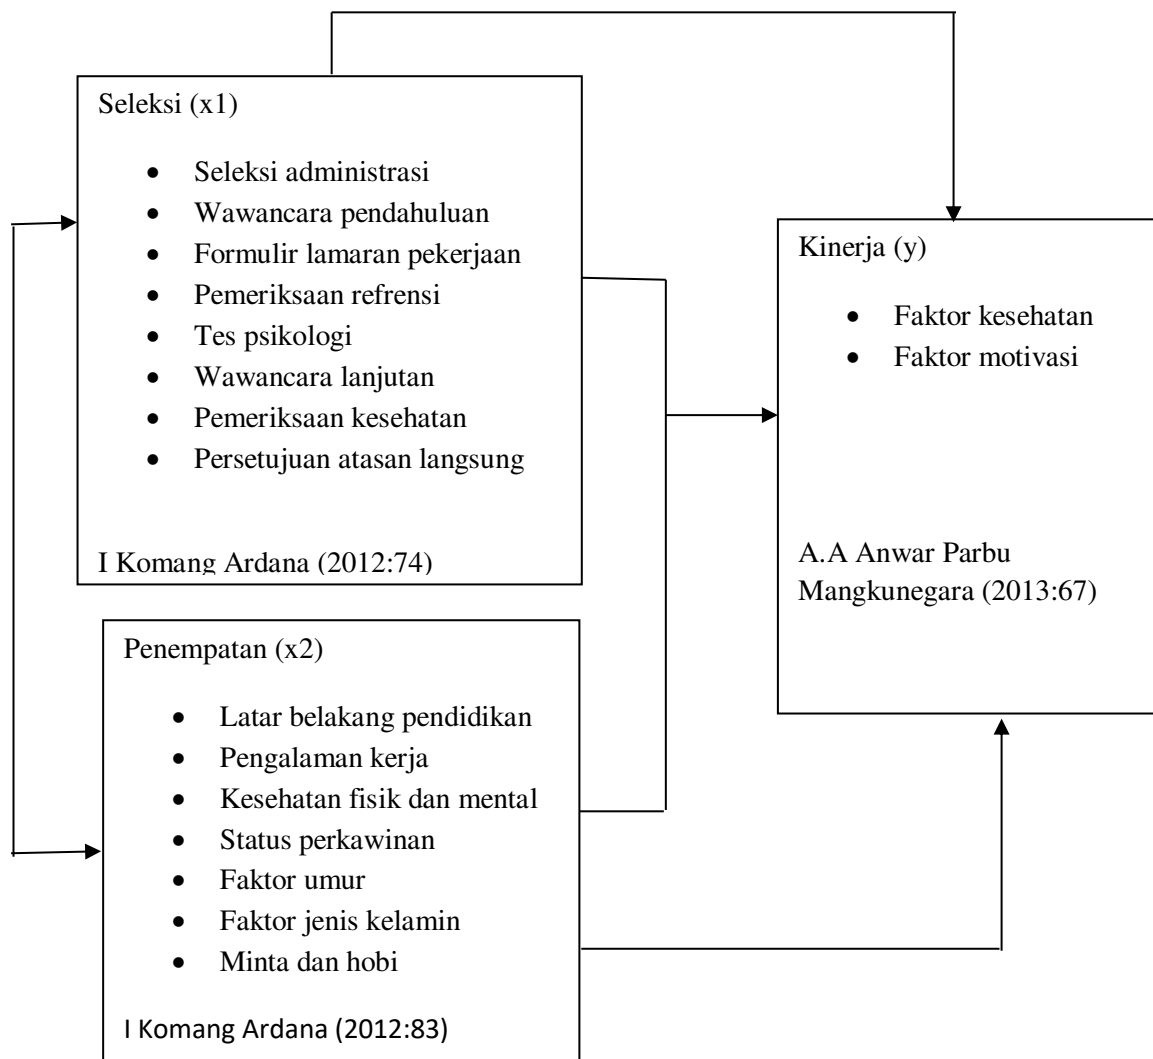 Seleksi (x1)
• Seleksi administrasi
• Wawancara pendahuluan
• Formulir lamaran pekerjaan
• Pemeriksaan refrensi
• Tes psikologi
• Wawancara lanjutan
• Pemeriksaan kesehatan
• Persetujuan atasan langsung
I Komang Ardana (2012:74)
Penempatan (x2)
• Latar belakang pendidikan
• Pengalaman kerja
• Kesehatan fisik dan mental
• Status perkawinan
• Faktor umur
• Faktor jenis kelamin
• Minta dan hobi
I Komang Ardana (2012:83)
Kinerja (y)
• Faktor kesehatan
• Faktor motivasi
A.A Anwar Parbu
Mangkunegara (2013:67)